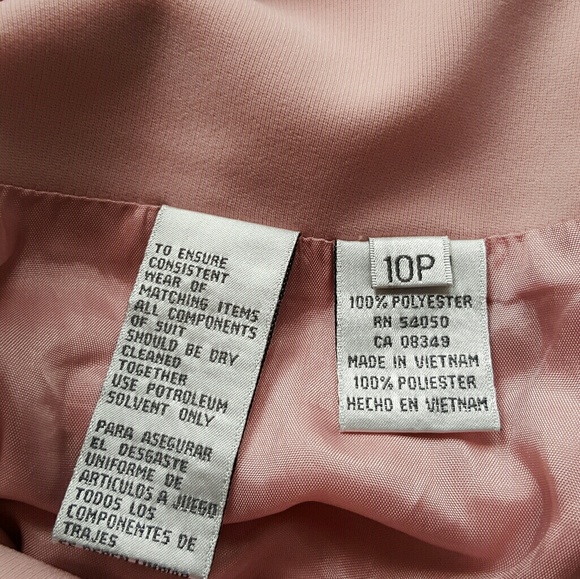 TO ENSURE
CONSISTENT
WEAR OF
MATCHING ITEMS
ALL COMPONENTS
OF SUIT
SHOULD BE DRY
CLEANED
TOGETHER
USE POTROLEUM
SOLVENT ONLY
PARA ASEGURAR
EL DESGASTE
UNIFORME DE
ARTICULOS A JUEGO
TODOS LOS
COMPONENTES DE
TRAJES
10P
100% POLYESTER
RN 54050
CA 08349
MADE IN VIETNAM
100% POLIESTER
HECHO EN VIETNAM